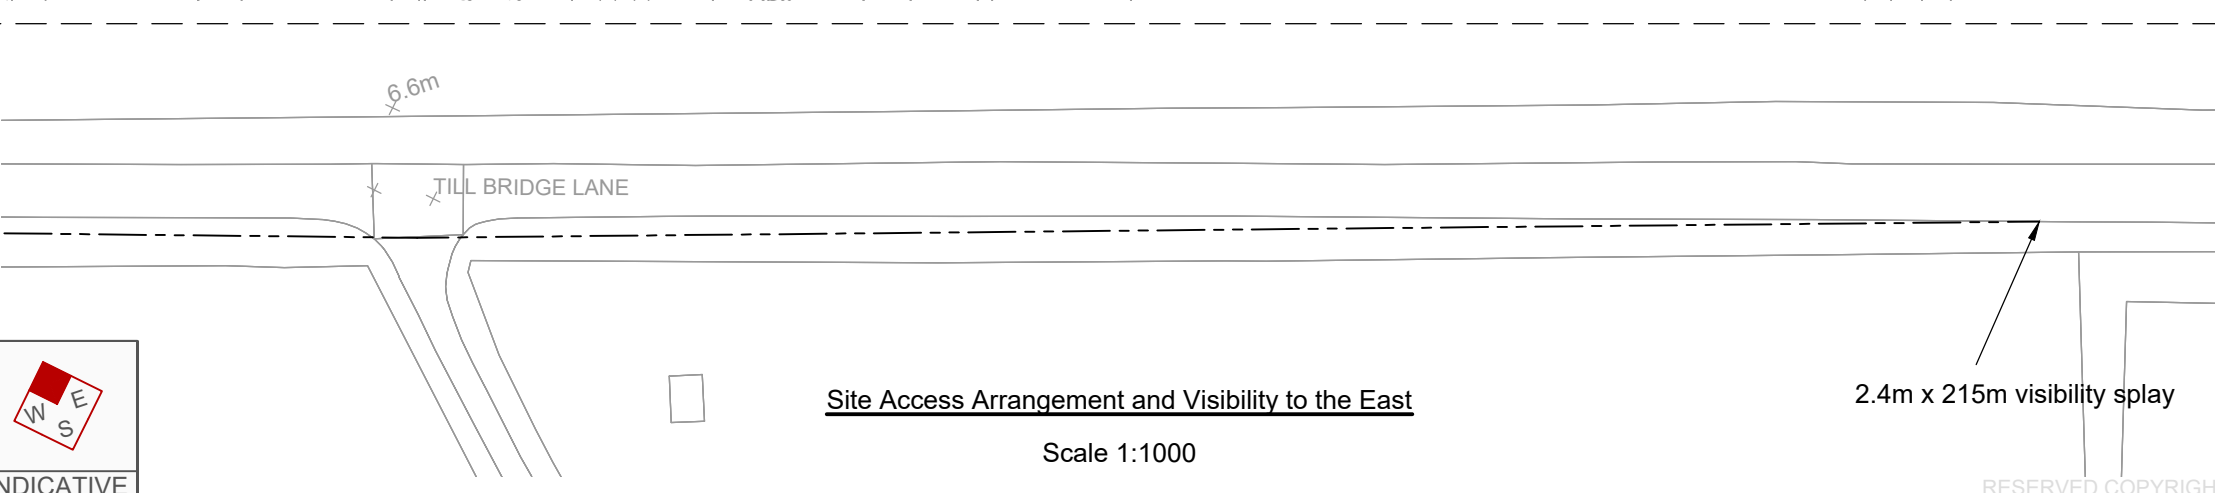 6.6m
TILL BRIDGE LANE
W
E
S
Site Access Arrangement and Visibility to the East
2.4m x 215m visibility splay
Scale 1:1000
NDICATIVE
RESERVED COPYRIGH